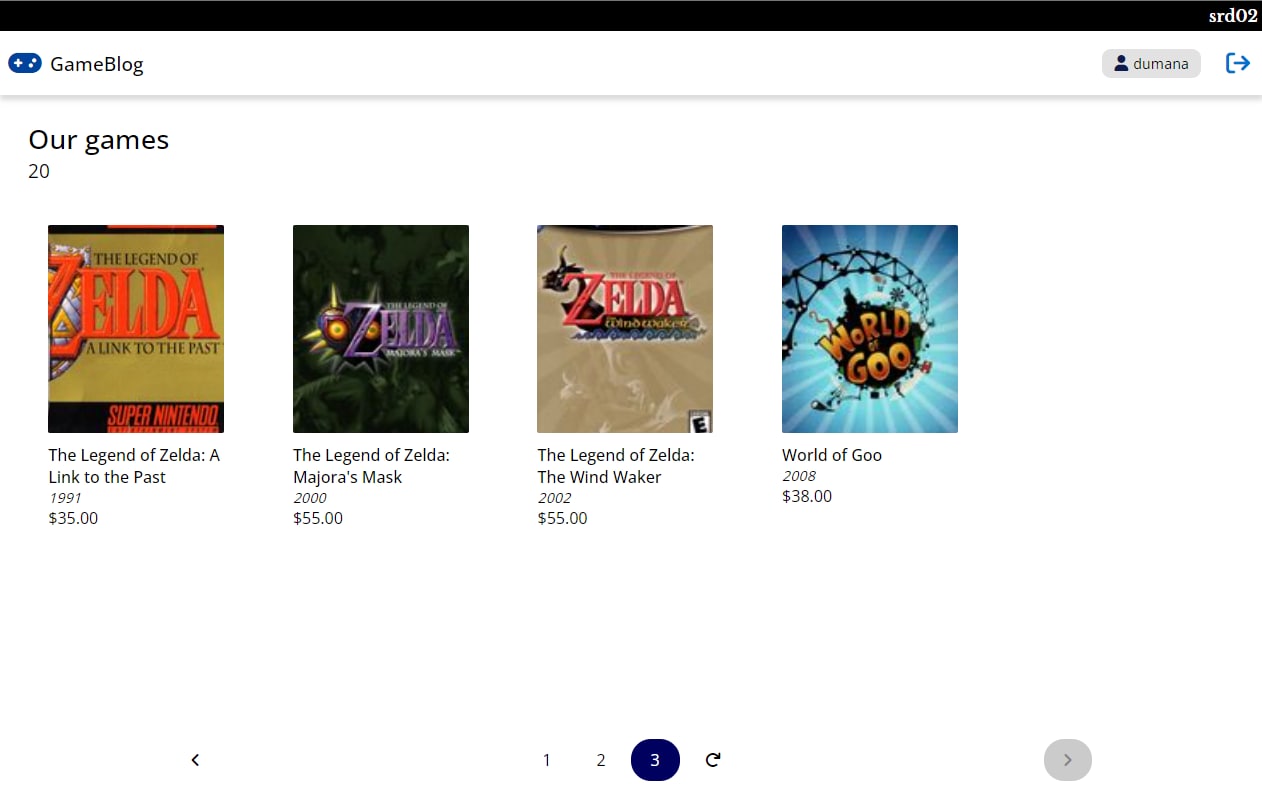 srd02
GameBlog
dumana
Our games
20
THE LEGEND OF
ZELDA
A LINK TO THE PAST
SUPER NINTENDO
ENTERTAINMENT SYSTEM
The Legend of Zelda: A
Link to the Past
1991
$35.00
THE LEGEND OF
ZELDA
MAJORA'S MASK
The Legend of Zelda:
Majora's Mask
2000
$55.00
THE LEGEND OF
ZELDA
The Wind Waker
E
The Legend of Zelda:
The Wind Waker
2002
$55.00
WORLD
OF
GOO
World of Goo
2008
$38.00
1 2 3